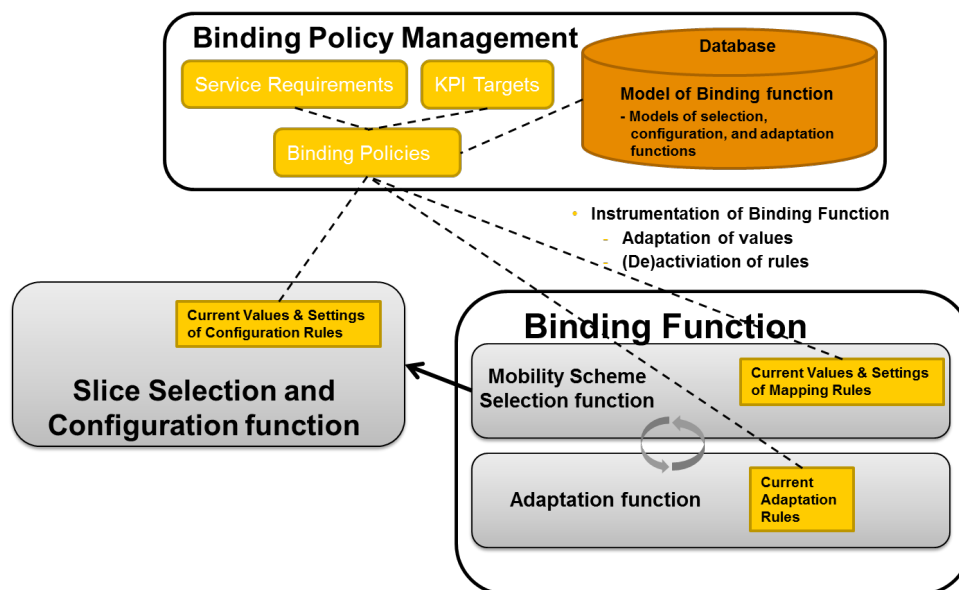 Binding Policy Management
Service Requirements
KPI Targets
Binding Policies
Database
Model of Binding function
- Models of selection,
configuration, and adaptation
functions
• Instrumentation of Binding Function
- Adaptation of values
- (De)activiation of rules
Current Values & Settings
of Configuration Rules
Slice Selection and
Configuration function
Binding Function
Mobility Scheme
Selection function
Current Values & Settings
of Mapping Rules
Adaptation function
Current
Adaptation
Rules